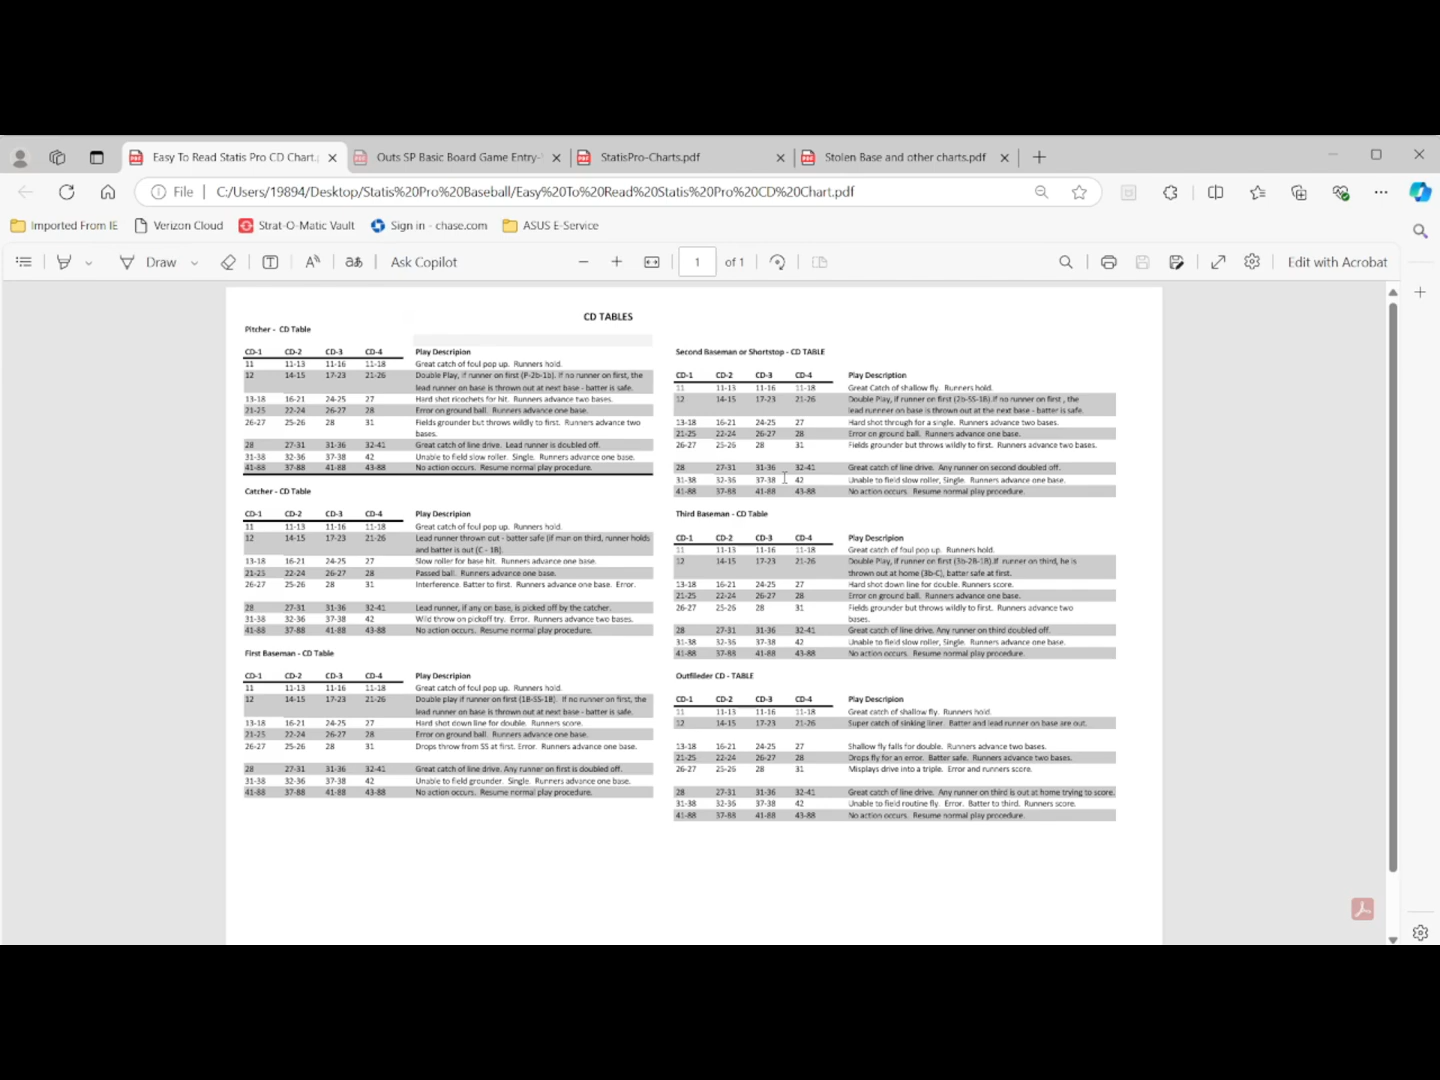 Easy To Read Statis Pro CD Chart.
Outs SP Basic Board Game Entry-
StatisPro-Charts.pdf
Stolen Base and other charts.pdf
File C:/Users/19894/Desktop/Statis%20Pro%20Baseball/Easy%20To%20Read%20Statis%20Pro%20CD%20Chart.pdf
Imported From IE
Verizon Cloud
Strat-O-Matic Vault
Sign in - chase.com
ASUS E-Service
Draw
Ask Copilot
1 of 1
Edit with Acrobat
CD TABLES
Pitcher - CD Table
CD-1 CD-2 CD-3 CD-4 Play Descripion
11 11-13 11-16 11-18 Great catch of foul pop up. Runners hold.
12 14-15 17-23 21-26 Double Play, if runner on first (P-2b-1b). If no runner on first, the
lead runner on base is thrown out at next base - batter is safe.
13-18 16-21 24-25 27 Hard shot ricochets for hit. Runners advance two bases.
21-25 22-24 26-27 28 Error on ground ball. Runners advance one base.
26-27 25-26 28 31 Fields grounder but throws wildly to first. Runners advance two
bases.
28 27-31 31-36 32-41 Great catch of line drive. Lead runner is doubled off.
31-38 32-36 37-38 42 Unable to field slow roller. Single. Runners advance one base.
41-88 37-88 41-88 43-88 No action occurs. Resume normal play procedure.
Catcher - CD Table
CD-1 CD-2 CD-3 CD-4 Play Descripion
11 11-13 11-16 11-18 Great catch of foul pop up. Runners hold.
12 14-15 17-23 21-26 Lead runner thrown out - batter safe (if man on third, runner holds
and batter is out (C - 1B).
13-18 16-21 24-25 27 Slow roller for base hit. Runners advance one base.
21-25 22-24 26-27 28 Passed ball. Runners advance one base.
26-27 25-26 28 31 Interference. Batter to first. Runners advance one base. Error.
28 27-31 31-36 32-41 Lead runner, if any on base, is picked off by the catcher.
31-38 32-36 37-38 42 Wild throw on pickoff try. Error. Runners advance two bases.
41-88 37-88 41-88 43-88 No action occurs. Resume normal play procedure.
First Baseman - CD Table
CD-1 CD-2 CD-3 CD-4 Play Descripion
11 11-13 11-16 11-18 Great catch of foul pop up. Runners hold.
12 14-15 17-23 21-26 Double play if runner on first (1B-SS-1B). If no runner on first, the
lead runner on base is thrown out at next base - batter is safe.
13-18 16-21 24-25 27 Hard shot down line for double. Runners score.
21-25 22-24 26-27 28 Error on ground ball. Runners advance one base.
26-27 25-26 28 31 Drops throw from SS at first. Error. Runners advance one base.
28 27-31 31-36 32-41 Great catch of line drive. Any runner on first is doubled off.
31-38 32-36 37-38 42 Unable to field grounder. Single. Runners advance one base.
41-88 37-88 41-88 43-88 No action occurs. Resume normal play procedure.
Second Baseman or Shortstop - CD TABLE
CD-1 CD-2 CD-3 CD-4 Play Description
11 11-13 11-16 11-18 Great Catch of shallow fly. Runners hold.
12 14-15 17-23 21-26 Double Play, if runner on first (2b-SS-1B).If no runner on first , the
lead runnner on base is thrown out at the next base - batter is safe.
13-18 16-21 24-25 27 Hard shot through for a single. Runners advance two bases.
21-25 22-24 26-27 28 Error on ground ball. Runners advance one base.
26-27 25-26 28 31 Fields grounder but throws wildly to first. Runners advance two bases.
28 27-31 31-36 32-41 Great catch of line drive. Any runner on second doubled off.
31-38 32-36 37-38 42 Unable to field slow roller, Single. Runners advance one base.
41-88 37-88 41-88 43-88 No action occurs. Resume normal play procedure.
Third Baseman - CD Table
CD-1 CD-2 CD-3 CD-4 Play Descripion
11 11-13 11-16 11-18 Great catch of foul pop up. Runners hold.
12 14-15 17-23 21-26 Double Play, if runner on first (3b-2B-1B).If runner on third, he is
thrown out at home (3b-C), batter safe at first.
13-18 16-21 24-25 27 Hard shot down line for double. Runners score.
21-25 22-24 26-27 28 Error on ground ball. Runners advance one base.
26-27 25-26 28 31 Fields grounder but throws wildly to first. Runners advance two
bases.
28 27-31 31-36 32-41 Great catch of line drive. Any runner on third doubled off.
31-38 32-36 37-38 42 Unable to field slow roller, Single. Runners advance one base.
41-88 37-88 41-88 43-88 No action occurs. Resume normal play procedure.
Outfileder CD - TABLE
CD-1 CD-2 CD-3 CD-4 Play Descripion
11 11-13 11-16 11-18 Great catch of shallow fly. Runners hold.
12 14-15 17-23 21-26 Super catch of sinking liner. Batter and lead runner on base are out.
13-18 16-21 24-25 27 Shallow fly falls for double. Runners advance two bases.
21-25 22-24 26-27 28 Drops fly for an error. Batter safe. Runners advance two bases.
26-27 25-26 28 31 Misplays drive into a triple. Error and runners score.
28 27-31 31-36 32-41 Great catch of line drive. Any runner on third is out at home trying to score.
31-38 32-36 37-38 42 Unable to field routine fly. Error. Batter to third. Runners score.
41-88 37-88 41-88 43-88 No action occurs. Resume normal play procedure.